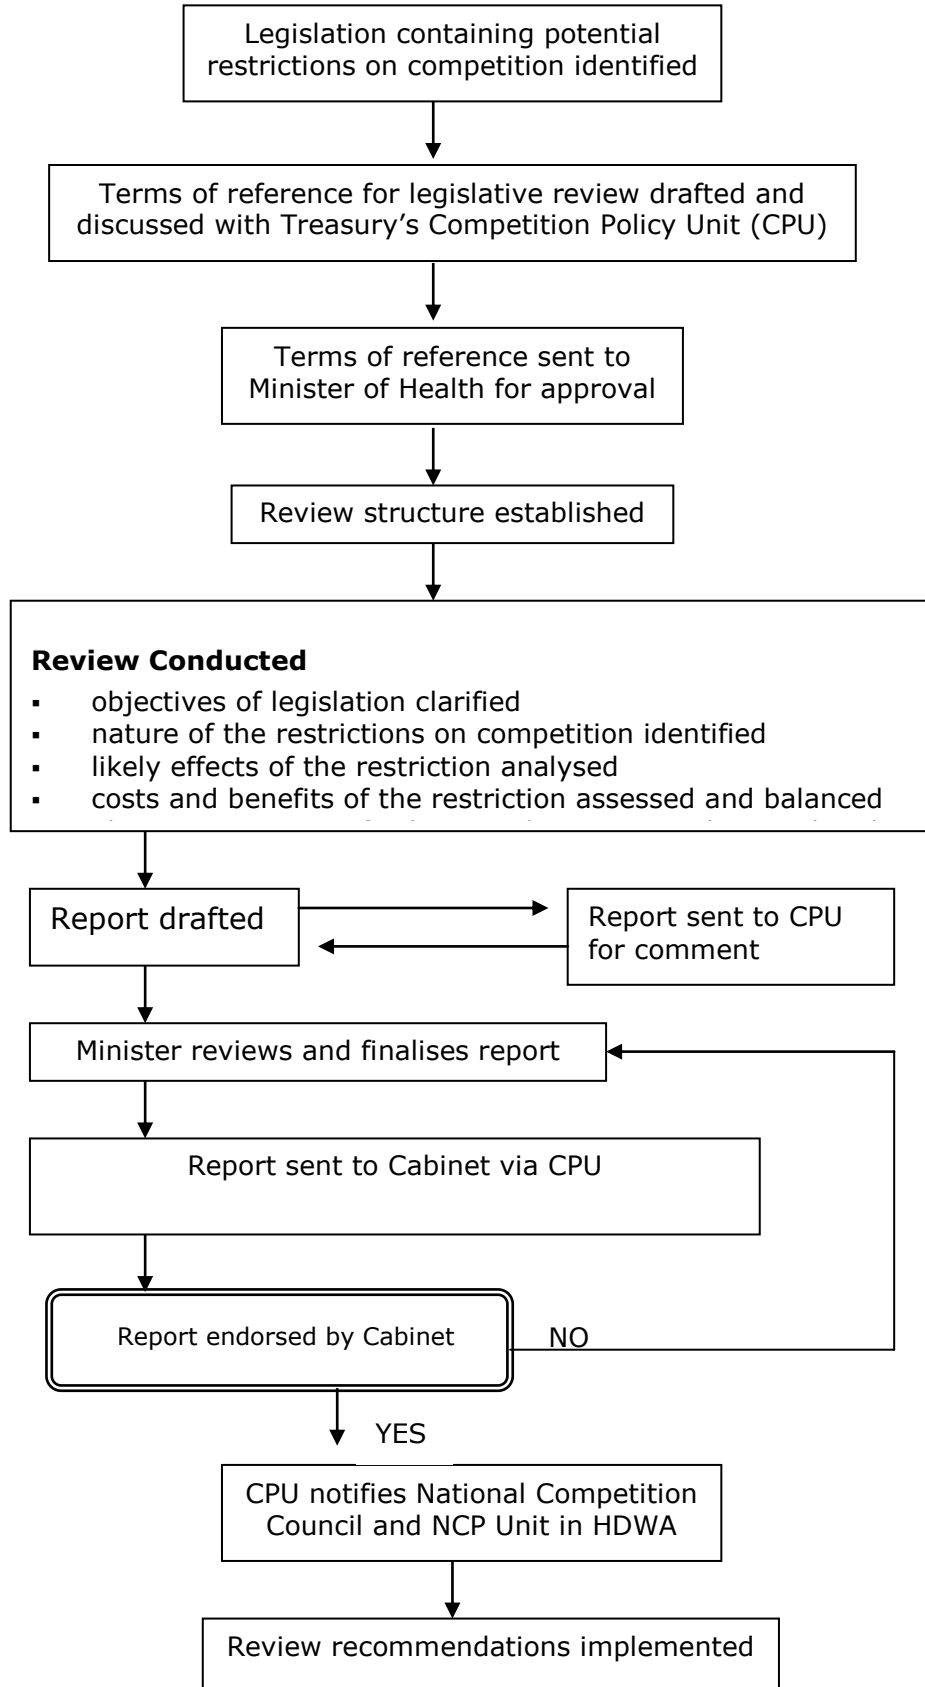 Legislation containing potential
restrictions on competition identified
Terms of reference for legislative review drafted and
discussed with Treasury’s Competition Policy Unit (CPU)
Terms of reference sent to
Minister of Health for approval
Review structure established
Review Conducted
▪ objectives of legislation clarified
▪ nature of the restrictions on competition identified
▪ likely effects of the restriction analysed
▪ costs and benefits of the restriction assessed and balanced
Report drafted
Report sent to CPU
for comment
Minister reviews and finalises report
Report sent to Cabinet via CPU
Report endorsed by Cabinet
NO
YES
CPU notifies National Competition
Council and NCP Unit in HDWA
Review recommendations implemented